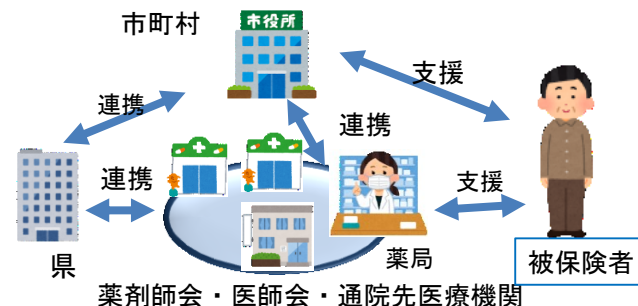 市町村
市役所
支援
連携
連携
連携
支援
県
薬局
被保険者
薬剤師会・医師会・通院先医療機関